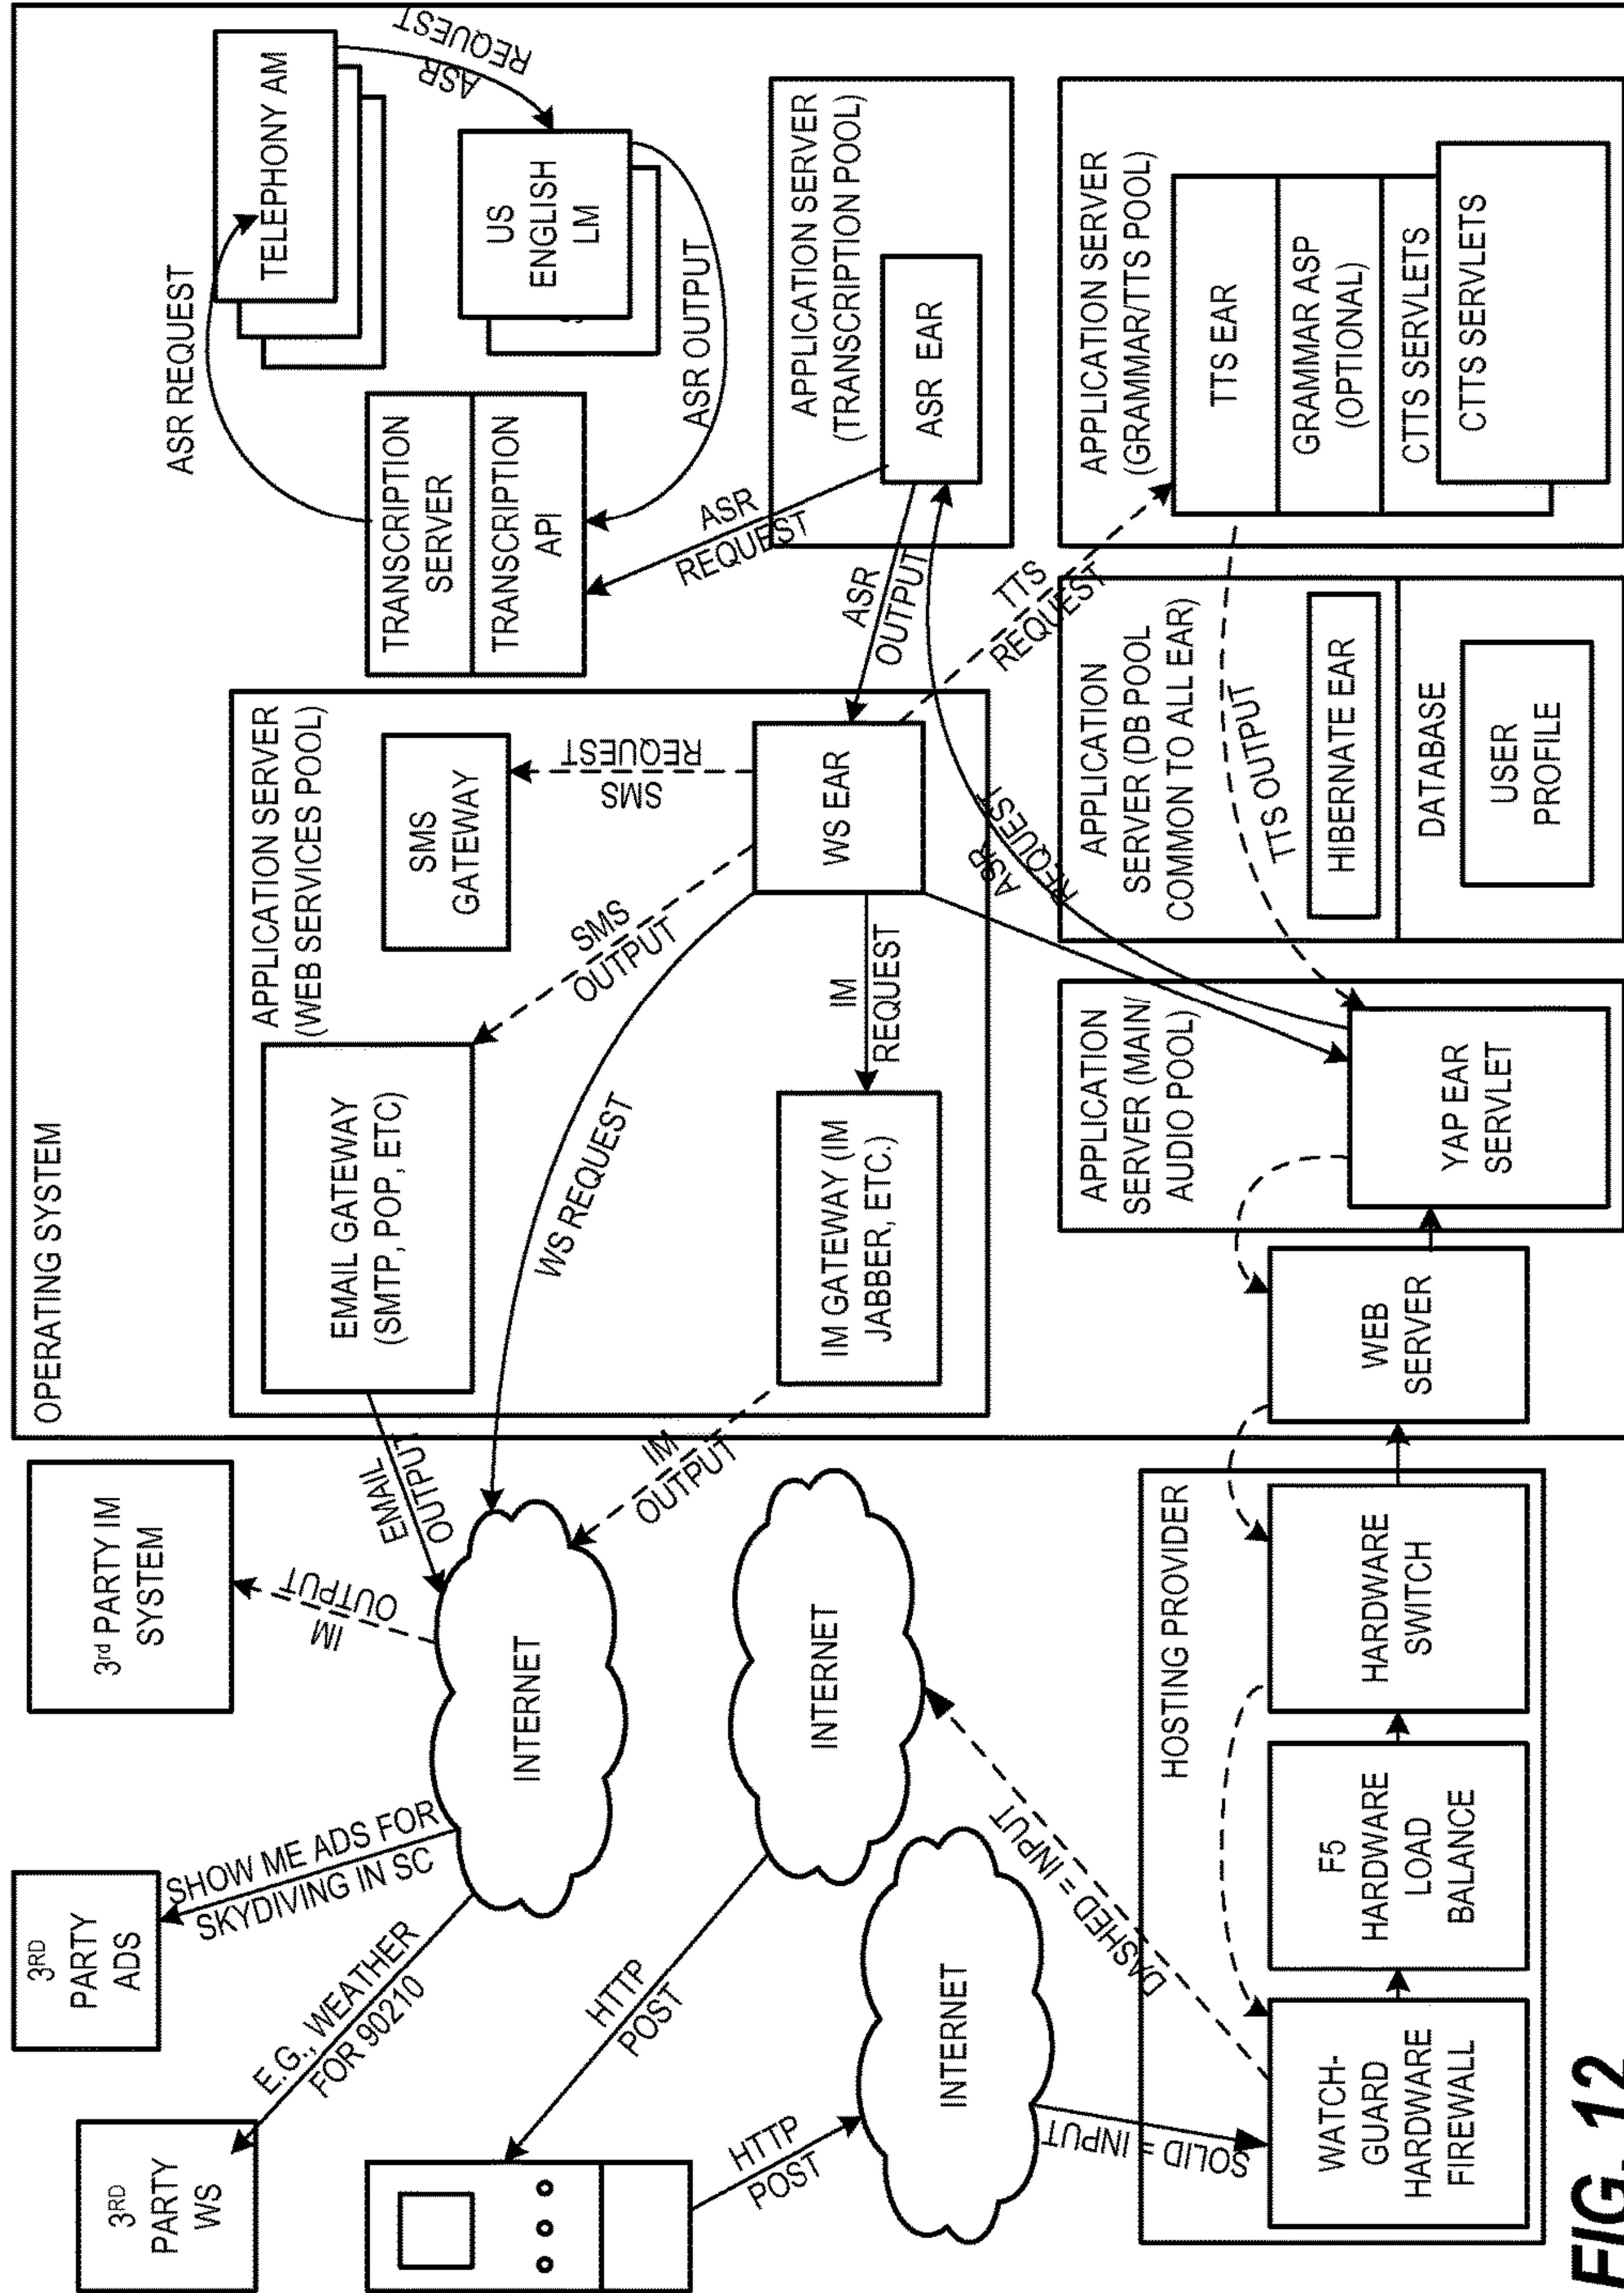 3RD
PARTY
WS
3RD
PARTY
ADS
3rd PARTY IM
SYSTEM
E.G., WEATHER
FOR 90210
SHOW ME ADS FOR
SKYDIVING IN SC
IM
OUTPUT
INTERNET
EMAIL
OUTPUT
IM
OUTPUT
HTTP
POST
INTERNET
HTTP
POST
INTERNET
SOLID = INPUT
DASHED = INPUT
HOSTING PROVIDER
WATCH-
GUARD
HARDWARE
FIREWALL
F5
HARDWARE
LOAD
BALANCE
HARDWARE
SWITCH
OPERATING SYSTEM
APPLICATION SERVER
(WEB SERVICES POOL)
EMAIL GATEWAY
(SMTP, POP, ETC)
SMS
GATEWAY
SMS
OUTPUT
SMS
REQUEST
WS REQUEST
WS EAR
IM
REQUEST
IM GATEWAY (IM
JABBER, ETC.)
ASR REQUEST
TELEPHONY AM
ASR
REQUEST
TRANSCRIPTION
SERVER
TRANSCRIPTION
API
US
ENGLISH
LM
ASR OUTPUT
ASR
REQUEST
APPLICATION SERVER
(TRANSCRIPTION POOL)
ASR EAR
ASR
OUTPUT
TTS
REQUEST
ASR
REQUEST
WEB
SERVER
APPLICATION
SERVER (MAIN/
AUDIO POOL)
YAP EAR
SERVLET
APPLICATION
SERVER (DB POOL
COMMON TO ALL EAR)
HIBERNATE EAR
DATABASE
USER
PROFILE
TTS OUTPUT
APPLICATION SERVER
(GRAMMAR/TTS POOL)
TTS EAR
GRAMMAR ASP
(OPTIONAL)
CTTS SERVLETS
CTTS SERVLETS
FIG. 12